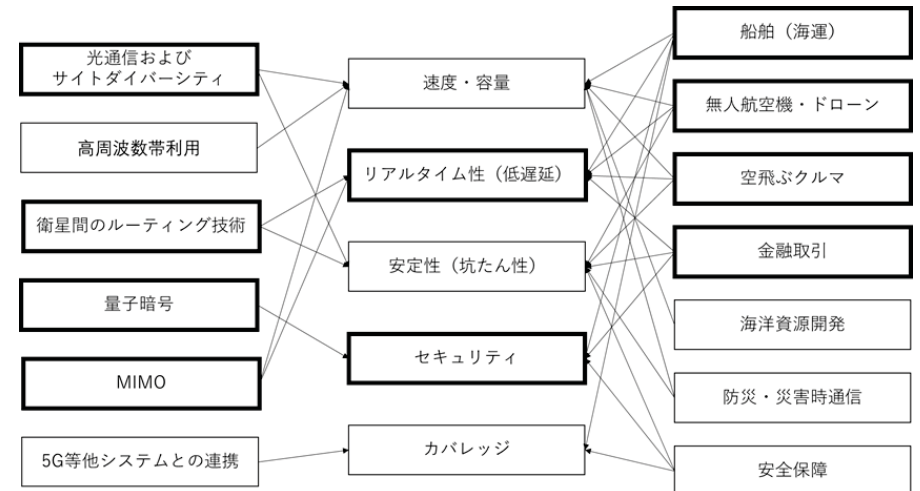 光通信および
サイトダイバーシティ
高周波数帯利用
衛星間のルーティング技術
量子暗号
MIMO
5G等他システムとの連携
速度・容量
リアルタイム性（低遅延）
安定性（坑たん性）
セキュリティ
カバレッジ
船舶（海運）
無人航空機・ドローン
空飛ぶクルマ
金融取引
海洋資源開発
防災・災害時通信
安全保障